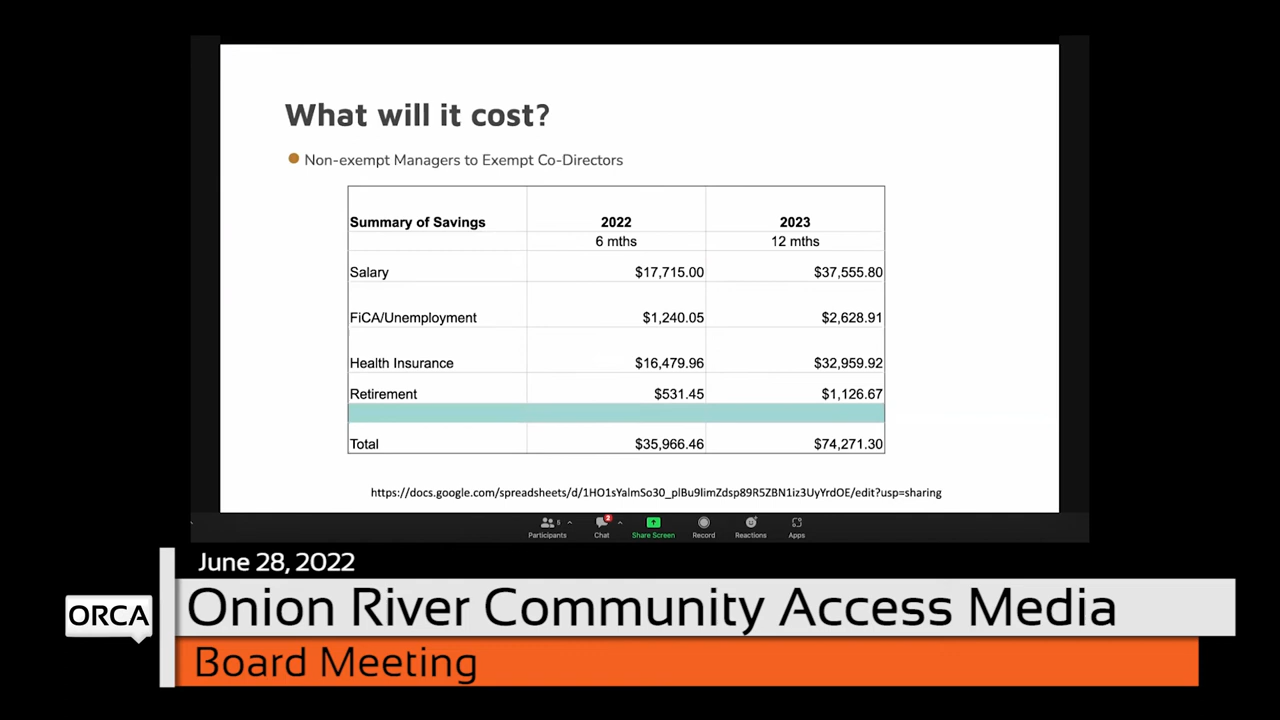 What will it cost?
Non-exempt Managers to Exempt Co-Directors
Summary of Savings 2022 2023
6 mths 12 mths
Salary $17,715.00 $37,555.80
FiCA/Unemployment $1,240.05 $2,628.91
Health Insurance $16,479.96 $32,959.92
Retirement $531.45 $1,126.67
Total $35,966.46 $74,271.30
https://docs.google.com/spreadsheets/d/1HO1sYalmSo30_plBu9limZdsp89R5ZBN1iz3UyYrdOE/edit?usp=sharing
Participants Chat Share Screen Record Reactions Apps
June 28, 2022
ORCA Onion River Community Access Media
Board Meeting